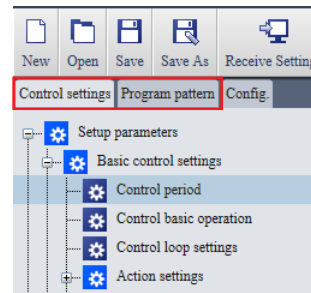 New Open Save Save As Receive Setting
Control settings Program pattern Config.
Setup parameters
Basic control settings
Control period
Control basic operation
Control loop settings
Action settings